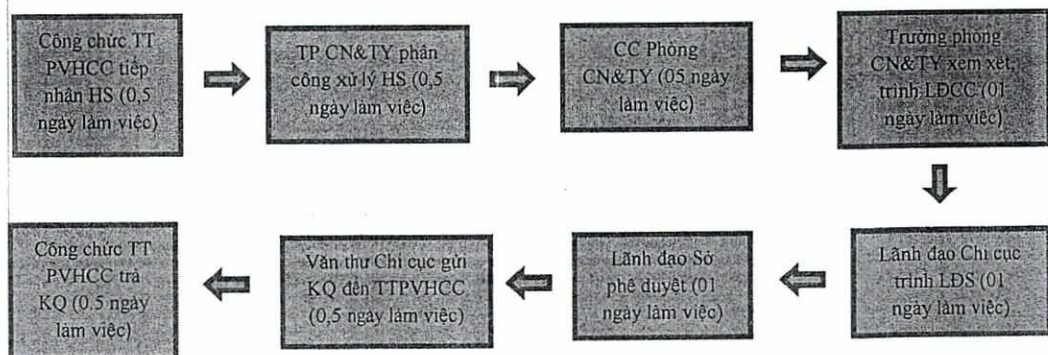 Công chức TT
PVHCC tiếp
nhận HS (0,5
ngày làm việc)
TP CN&TY phân
công xử lý HS (0,5
ngày làm việc)
CC Phòng
CN&TY (05 ngày
làm việc)
Trưởng phòng
CN&TY xem xét,
trình LĐCC (01
ngày làm việc)
Lãnh đạo Chi cục
trình LĐS (01
ngày làm việc)
Lãnh đạo Sở
phê duyệt (01
ngày làm việc)
Văn thư Chi cục gửi
KQ đến TTPVHCC
(0,5 ngày làm việc)
Công chức TT
PVHCC trả
KQ (0.5 ngày
làm việc)